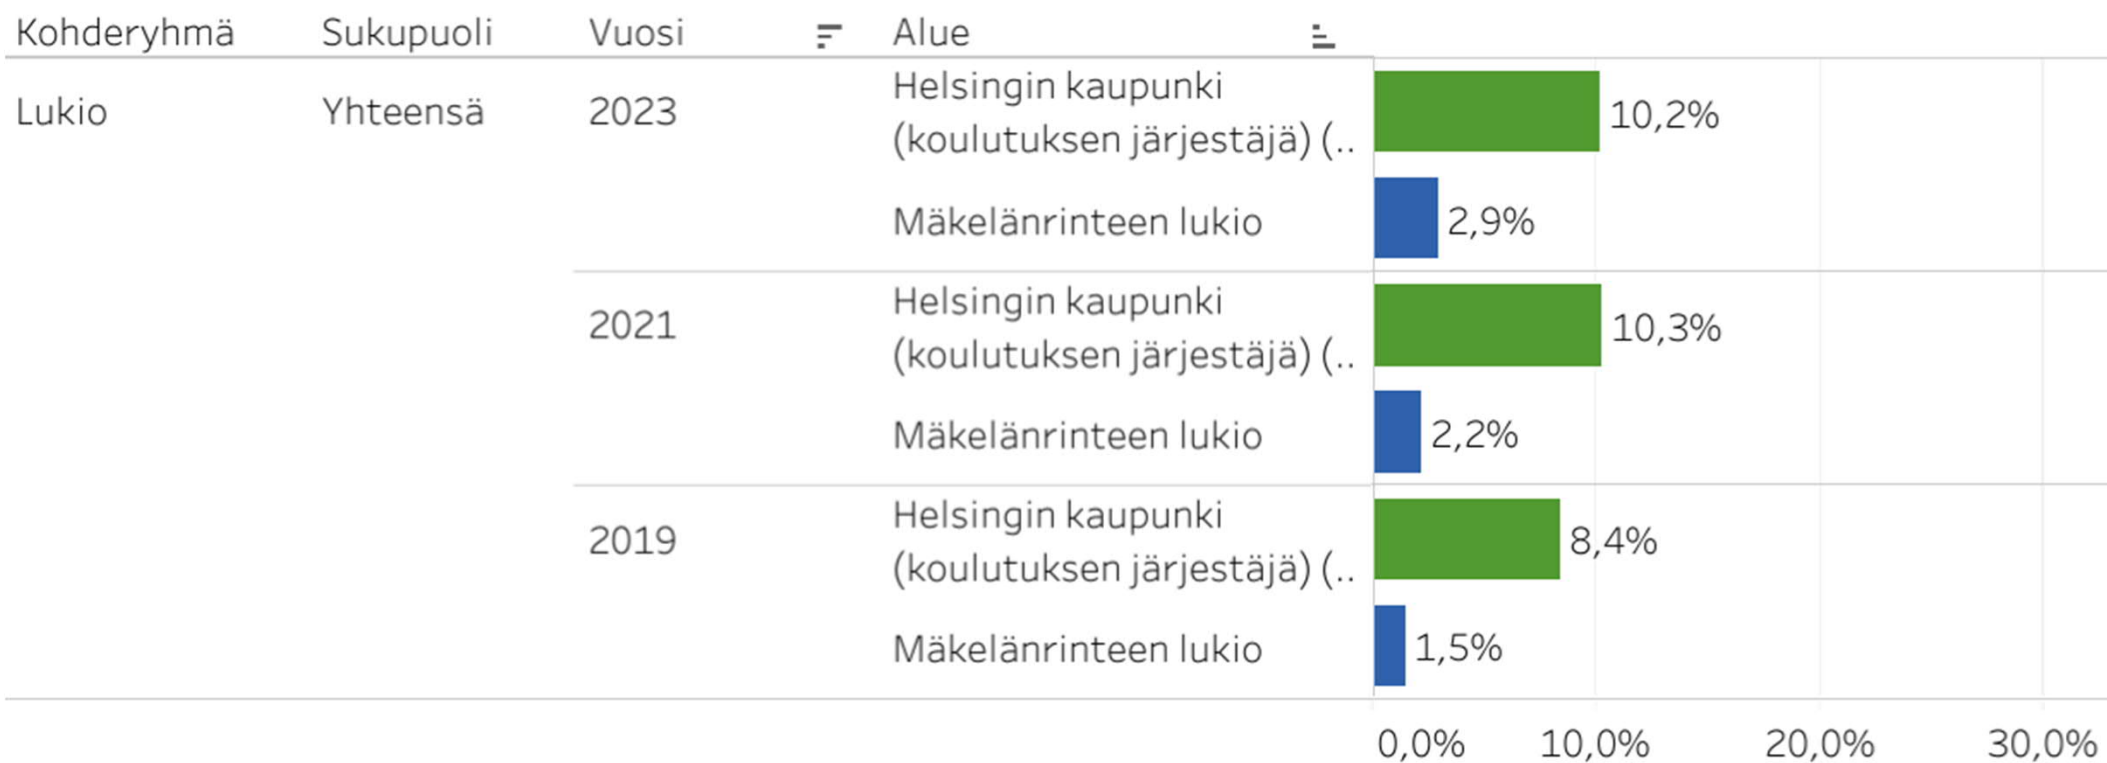 Kohderyhmä Sukupuoli Vuosi Alue
Lukio Yhteensä 2023 Helsingin kaupunki
(koulutuksen järjestäjä) (.. 10,2%
Mäkelänrinteen lukio 2,9%
2021 Helsingin kaupunki
(koulutuksen järjestäjä) (.. 10,3%
Mäkelänrinteen lukio 2,2%
2019 Helsingin kaupunki
(koulutuksen järjestäjä) (.. 8,4%
Mäkelänrinteen lukio 1,5%
0,0% 10,0% 20,0% 30,0%